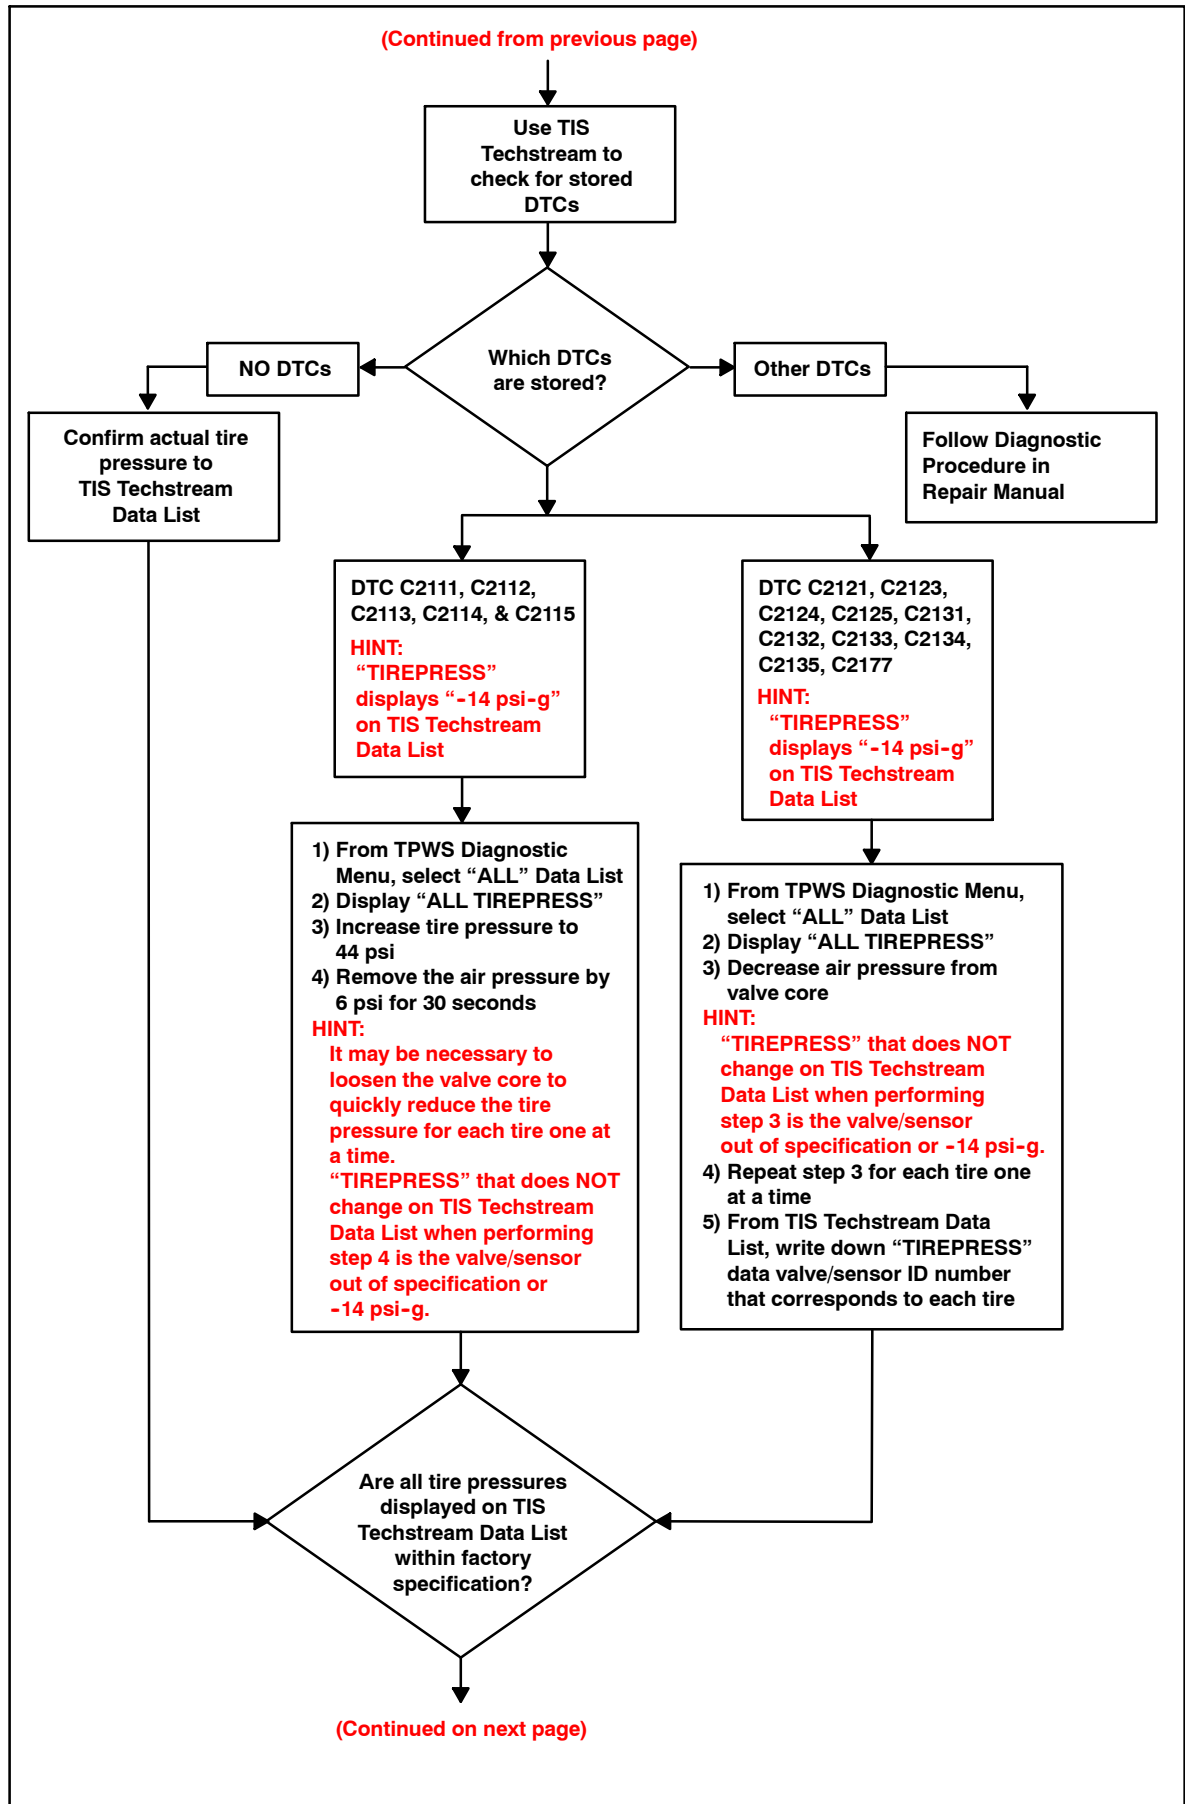 (Continued from previous page)
Use TIS
Techstream to
check for stored
DTCs
Which DTCs
are stored?
NO DTCs
Other DTCs
Confirm actual tire
pressure to
TIS Techstream
Data List
Follow Diagnostic
Procedure in
Repair Manual
DTC C2111, C2112,
C2113, C2114, & C2115
HINT:
“TIREPRESS”
displays “-14 psi-g”
on TIS Techstream
Data List
DTC C2121, C2123,
C2124, C2125, C2131,
C2132, C2133, C2134,
C2135, C2177
HINT:
“TIREPRESS”
displays “-14 psi-g”
on TIS Techstream
Data List
1) From TPWS Diagnostic
Menu, select “ALL” Data List
2) Display “ALL TIREPRESS”
3) Increase tire pressure to
44 psi
4) Remove the air pressure by
6 psi for 30 seconds
HINT:
It may be necessary to
loosen the valve core to
quickly reduce the tire
pressure for each tire one at
a time.
“TIREPRESS” that does NOT
change on TIS Techstream
Data List when performing
step 4 is the valve/sensor
out of specification or
-14 psi-g.
1) From TPWS Diagnostic Menu,
select “ALL” Data List
2) Display “ALL TIREPRESS”
3) Decrease air pressure from
valve core
HINT:
“TIREPRESS” that does NOT
change on TIS Techstream
Data List when performing
step 3 is the valve/sensor
out of specification or -14 psi-g.
4) Repeat step 3 for each tire one
at a time
5) From TIS Techstream Data
List, write down “TIREPRESS”
data valve/sensor ID number
that corresponds to each tire
Are all tire pressures
displayed on TIS
Techstream Data List
within factory
specification?
(Continued on next page)